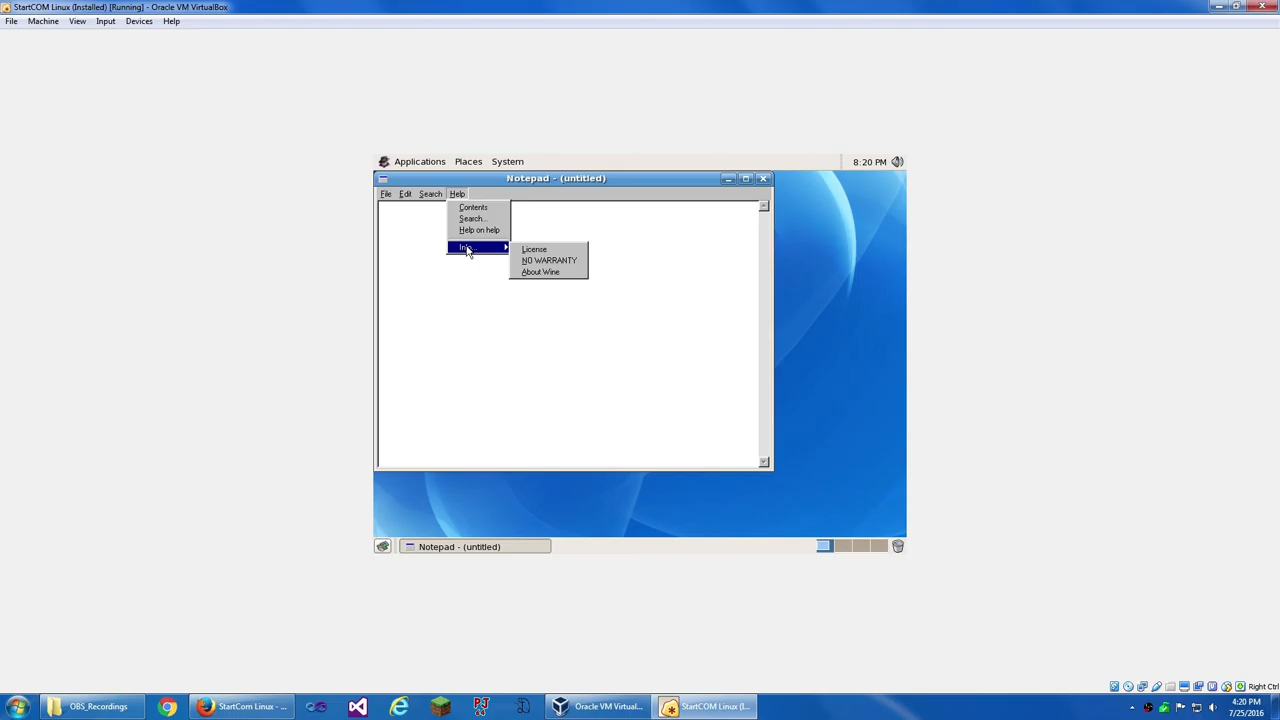 StartCOM Linux (Installed) [Running] - Oracle VM VirtualBox
File Machine View Input Devices Help
Applications Places System 8:20 PM
Notepad - (untitled)
File Edit Search Help
Contents
Search...
Help on help
License
NO WARRANTY
About Wine
Notepad - (untitled)
Right Ctrl
OBS_Recordings StartCom Linux - ... Oracle VM Virtual... StartCOM Linux (I...
4:20 PM
7/25/2016